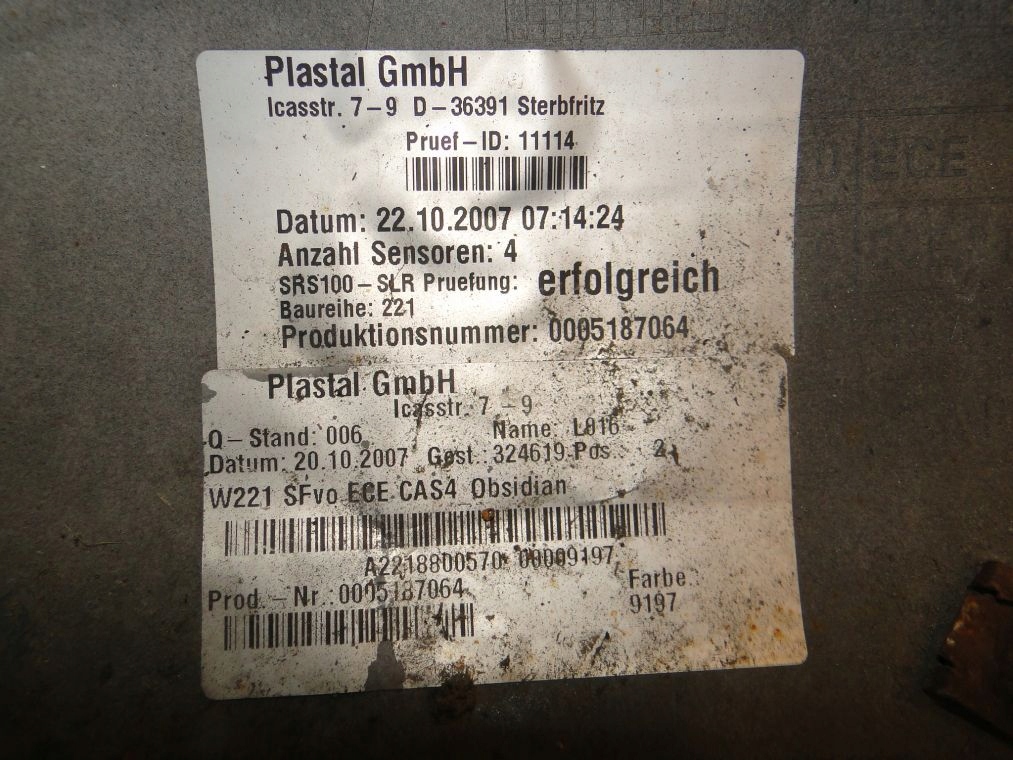 Plastal GmbH
Icasstr. 7-9 D-36391 Sterbfritz
Pruef-ID: 11114
Datum: 22.10.2007 07:14:24
Anzahl Sensoren: 4
SRS100-SLR Pruefung: erfolgreich
Baureihe: 221
Produktionsnummer: 0005187064
Plastal GmbH
Icasstr. 7-9
Q-Stand: 006 Name: L016
Datum: 20.10.2007 Gest.: 324619 Pos.: 2
W221 SFvo ECE CAS4 Obsidian
A2218800570 00009197
Prod.-Nr.: 0005187064 Farbe:
9197
ECE